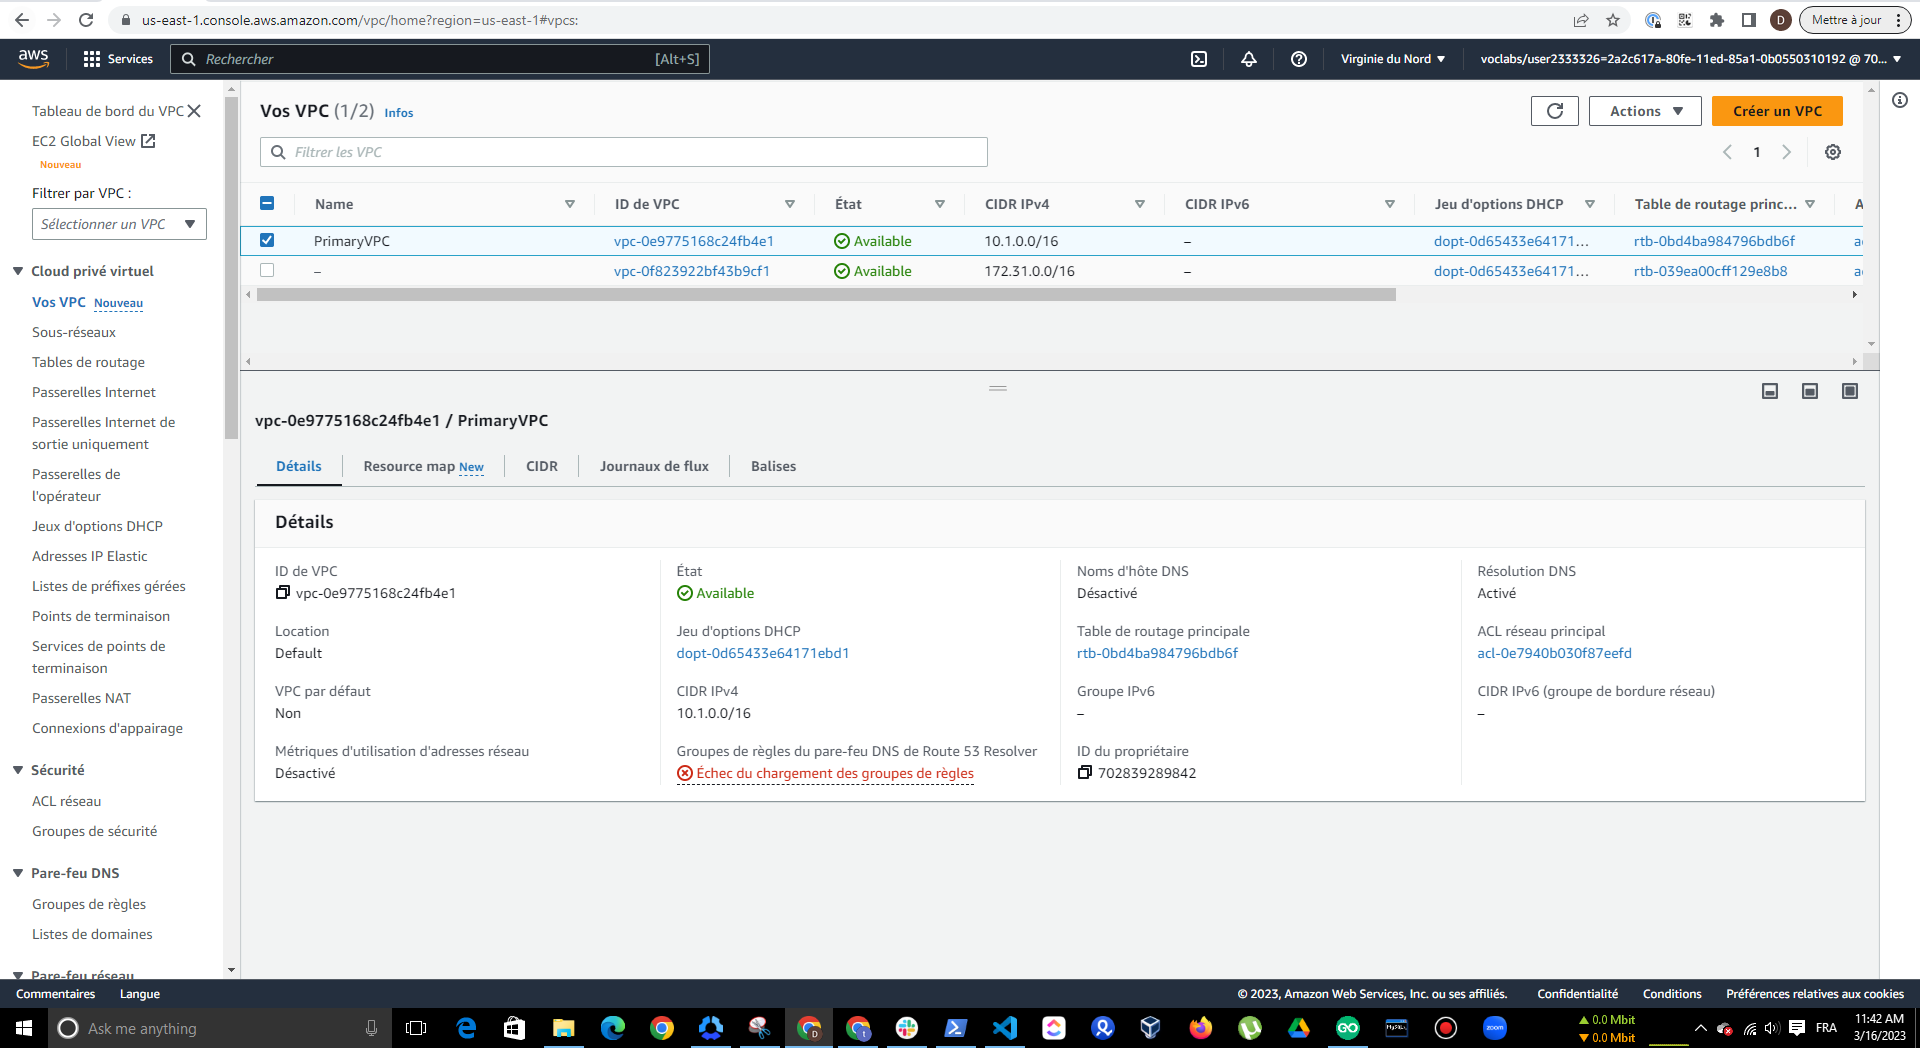 us-east-1.console.aws.amazon.com/vpc/home?region=us-east-1#vpcs:
D
Mettre à jour
aws
Services
Rechercher
[Alt+S]
Virginie du Nord
voclabs/user2333326=2a2c617a-80fe-11ed-85a1-0b0550310192 @ 70...
Tableau de bord du VPC
EC2 Global View
Nouveau
Filtrer par VPC :
Sélectionner un VPC
Cloud privé virtuel
Vos VPC Nouveau
Sous-réseaux
Tables de routage
Passerelles Internet
Passerelles Internet de
sortie uniquement
Passerelles de
l'opérateur
Jeux d'options DHCP
Adresses IP Elastic
Listes de préfixes gérées
Points de terminaison
Services de points de
terminaison
Passerelles NAT
Connexions d'appairage
Sécurité
ACL réseau
Groupes de sécurité
Pare-feu DNS
Groupes de règles
Listes de domaines
Pare-feu réseau
Vos VPC (1/2) Infos
Actions
Créer un VPC
Filtrer les VPC
1
Name ID de VPC État CIDR IPv4 CIDR IPv6 Jeu d'options DHCP Table de routage princ... A
PrimaryVPC vpc-0e9775168c24fb4e1 Available 10.1.0.0/16 – dopt-0d65433e64171... rtb-0bd4ba984796bdb6f a
– vpc-0f823922bf43b9cf1 Available 172.31.0.0/16 – dopt-0d65433e64171... rtb-039ea00cff129e8b8 a
vpc-0e9775168c24fb4e1 / PrimaryVPC
Détails Resource map New CIDR Journaux de flux Balises
Détails
ID de VPC
vpc-0e9775168c24fb4e1
État
Available
Noms d'hôte DNS
Désactivé
Résolution DNS
Activé
Location
Default
Jeu d'options DHCP
dopt-0d65433e64171ebd1
Table de routage principale
rtb-0bd4ba984796bdb6f
ACL réseau principal
acl-0e7940b030f87eefd
VPC par défaut
Non
CIDR IPv4
10.1.0.0/16
Groupe IPv6
–
CIDR IPv6 (groupe de bordure réseau)
–
Métriques d'utilisation d'adresses réseau
Désactivé
Groupes de règles du pare-feu DNS de Route 53 Resolver
Échec du chargement des groupes de règles
ID du propriétaire
702839289842
Commentaires
Langue
© 2023, Amazon Web Services, Inc. ou ses affiliés.
Confidentialité
Conditions
Préférences relatives aux cookies
Ask me anything
GO
MySQL
zoom
0.0 Mbit
0.0 Mbit
FRA
11:42 AM
3/16/2023